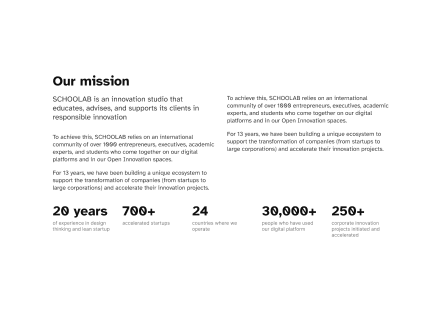 Our mission
SCHOOLAB is an innovation studio that
educates, advises, and supports its clients in
responsible innovation
To achieve this, SCHOOLAB relies on an international
community of over 1000 entrepreneurs, executives, academic
experts, and students who come together on our digital
platforms and in our Open Innovation spaces.
For 13 years, we have been building a unique ecosystem to
support the transformation of companies (from startups to
large corporations) and accelerate their innovation projects.
To achieve this, SCHOOLAB relies on an international
community of over 1000 entrepreneurs, executives, academic
experts, and students who come together on our digital
platforms and in our Open Innovation spaces.
For 13 years, we have been building a unique ecosystem to
support the transformation of companies (from startups to
large corporations) and accelerate their innovation projects.
20 years
of experience in design
thinking and lean startup
700+
accelerated startups
24
countries where we
operate
30,000+
people who have used
our digital platform
250+
corporate innovation
projects initiated and
accelerated